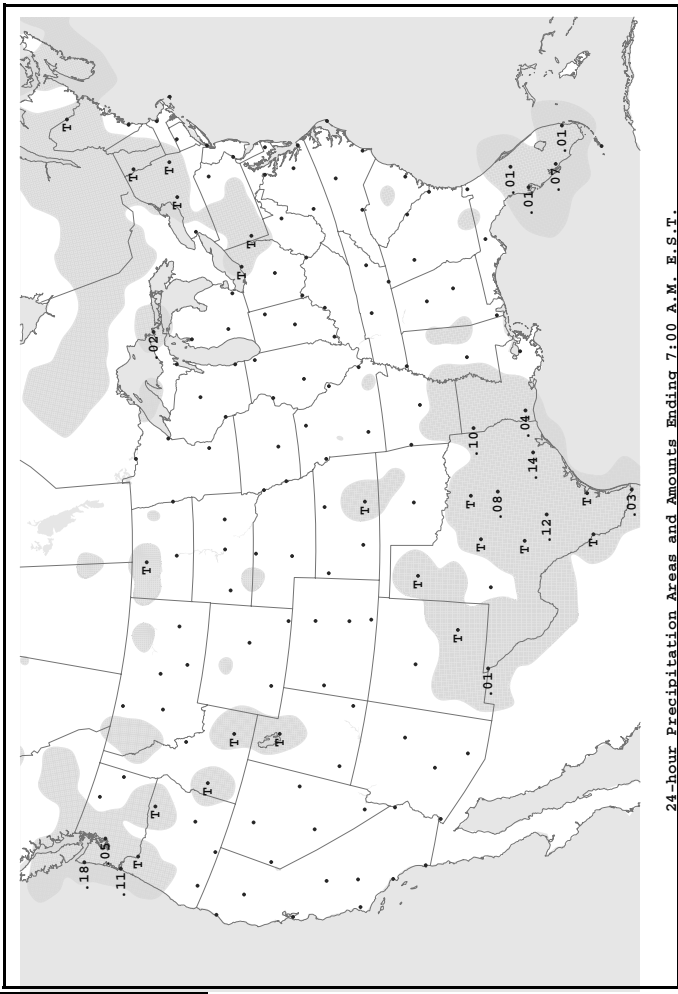 T
.18
.05
.11
T
T
T
.02
T
T
T
T
T
T
T
T
T
T
T
T
.10
T
.01
.08
.01
T
.04
.01
.14
.12
.07
.01
T
T
.03
24-hour Precipitation Areas and Amounts Ending 7:00 A.M. E.S.T.